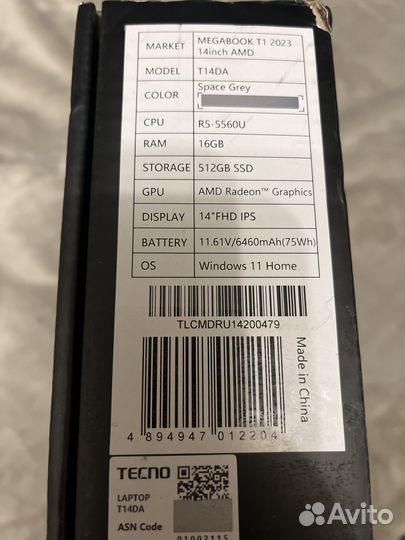 MARKET MEGABOOK T1 2023
14inch AMD
MODEL T14DA
COLOR Space Grey
CPU R5-5560U
RAM 16GB
STORAGE 512GB SSD
GPU AMD Radeon™ Graphics
DISPLAY 14"FHD IPS
BATTERY 11.61V/6460mAh(75Wh)
OS Windows 11 Home
TLCMDRU14200479
Made in China
4 894947 012204
TECNO
LAPTOP
T14DA
ASN Code
01002115
Avito